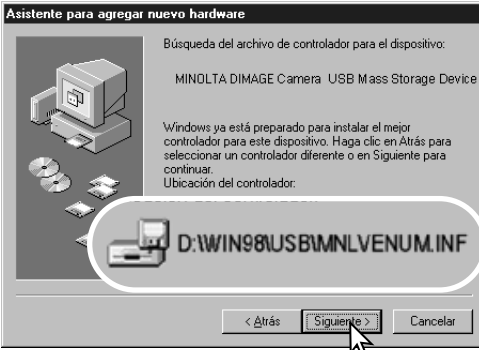 Asistente para agregar nuevo hardware
Búsqueda del archivo de controlador para el dispositivo:
MINOLTA DIMAGE Camera USB Mass Storage Device
Windows ya está preparado para instalar el mejor
controlador para este dispositivo. Haga clic en Atrás para
seleccionar un controlador diferente o en Siguiente para
continuar.
Ubicación del controlador:
D:\WIN98\USB\MNLVENUM.INF
< Atrás
Siguiente >
Cancelar